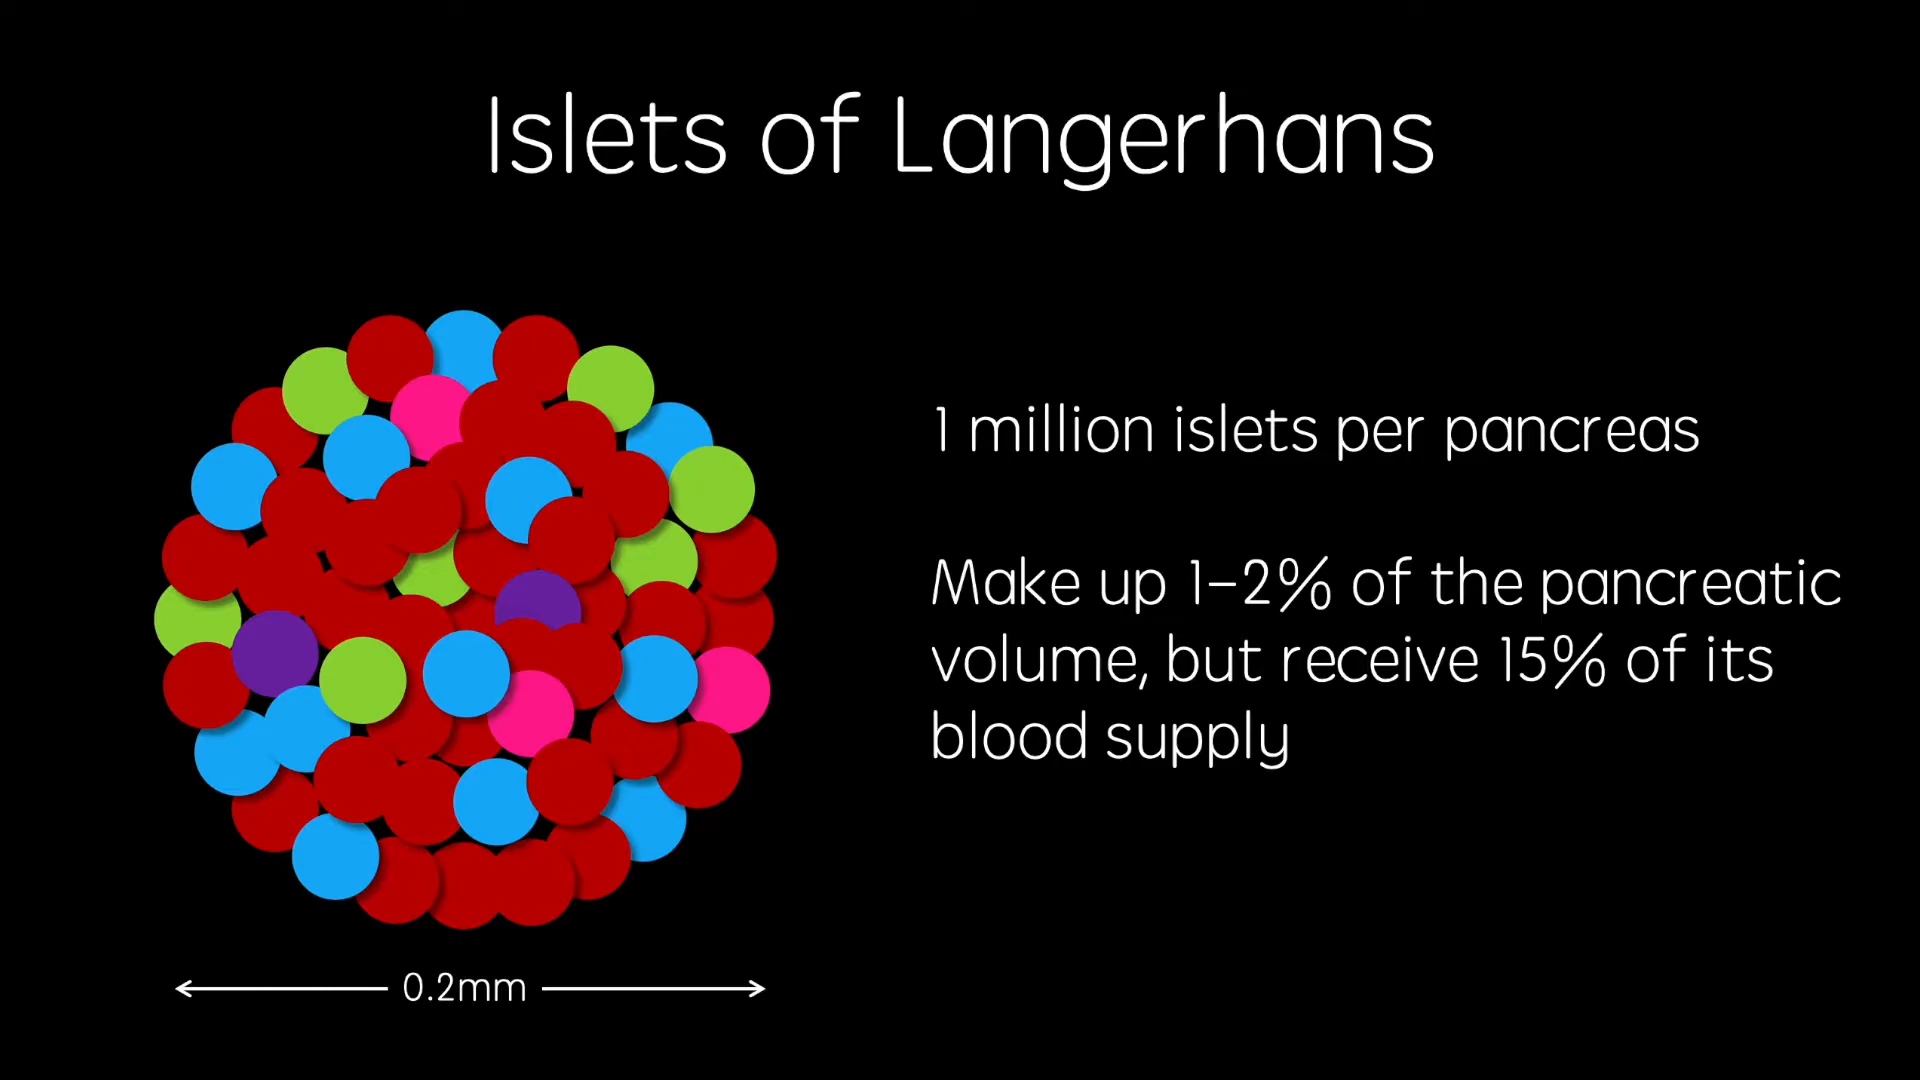 Islets of Langerhans
1 million islets per pancreas
Make up 1-2% of the pancreatic
volume, but receive 15% of its
blood supply
0.2mm